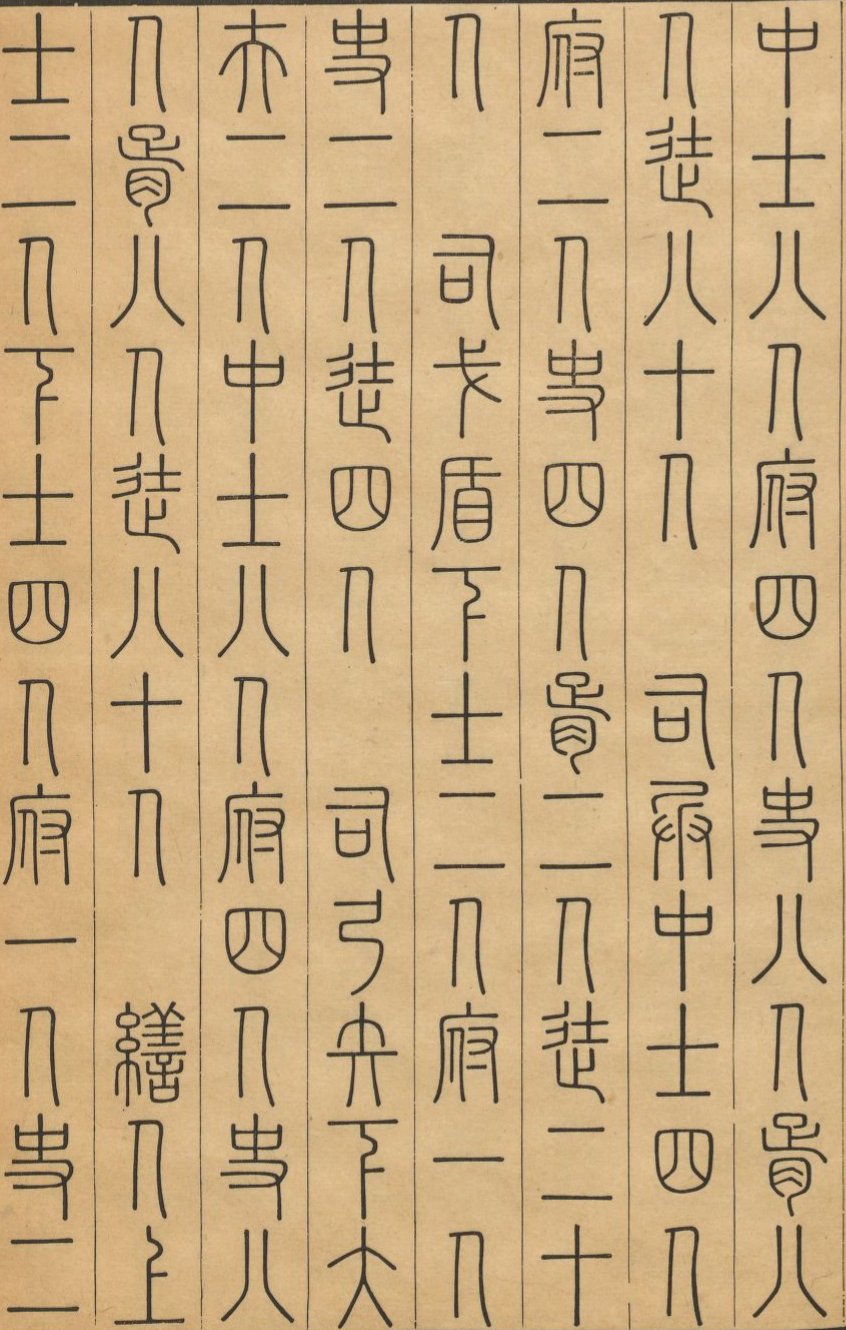 中士八人府四人史八人胥八
人徒八十人　司兵中士四人
府二人史四人胥二人徒二十
人　司戈盾下士二人府一人
史二人徒四人　司弓矢下大
夫二人中士八人府四人史八
人胥八人徒八十人　繕人上
士二人下士四人府一人史二